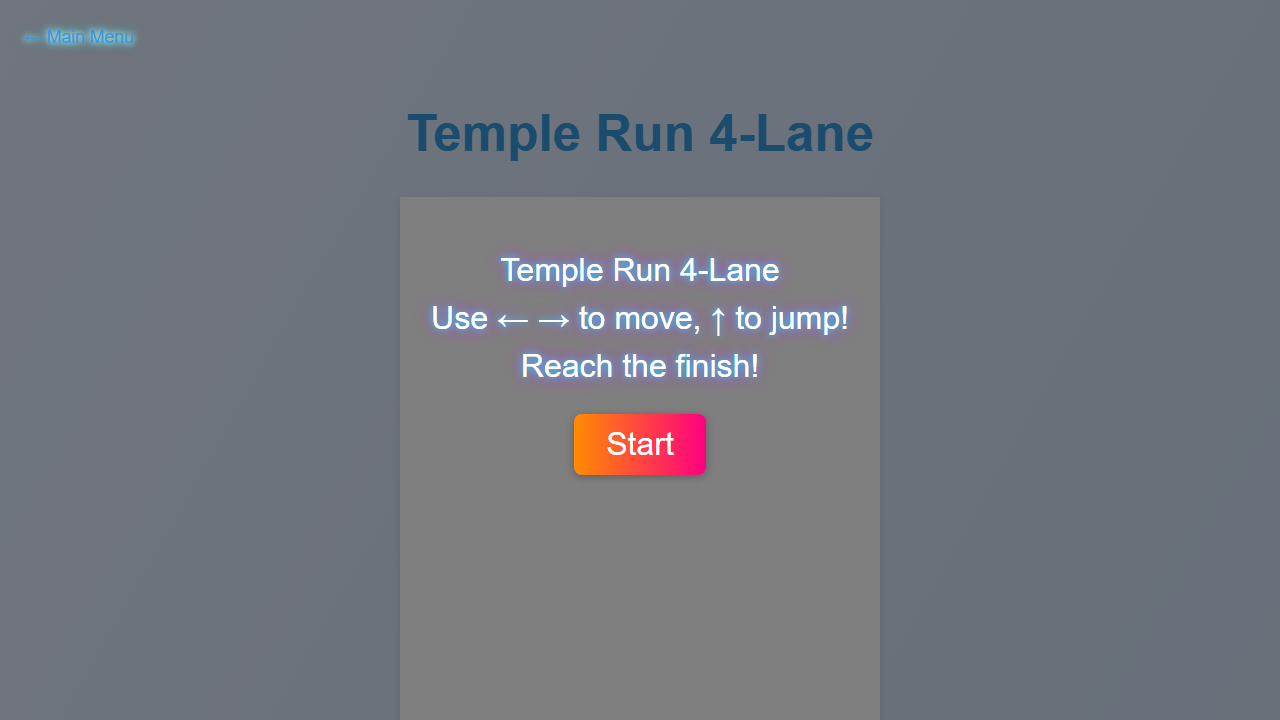 ← Main Menu
Temple Run 4-Lane
Temple Run 4-Lane
Use ← → to move, ↑ to jump!
Reach the finish!
Start